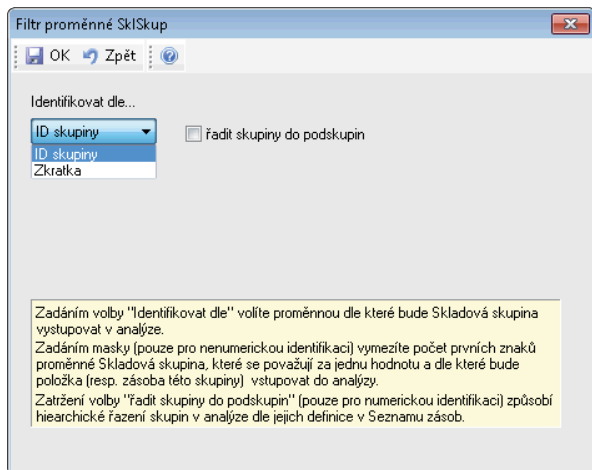 Filtr proměnné SklSkup
OK Zpět
Identifikovat dle...
ID skupiny řadit skupiny do podskupin
ID skupiny
Zkratka
Zadáním volby "Identifikovat dle" volíte proměnnou dle které bude Skladová skupina
vystupovat v analýze.
Zadáním masky (pouze pro nenumerickou identifikaci) vymezíte počet prvních znaků
proměnné Skladová skupina, které se považují za jednu hodnotu a dle které bude
položka (resp. zásoba této skupiny) vstupovat do analýzy.
Zatržení volby "řadit skupiny do podskupin" (pouze pro numerickou identifikaci) způsobí
hiearchické řazení skupin v analýze dle jejich definice v Seznamu zásob.